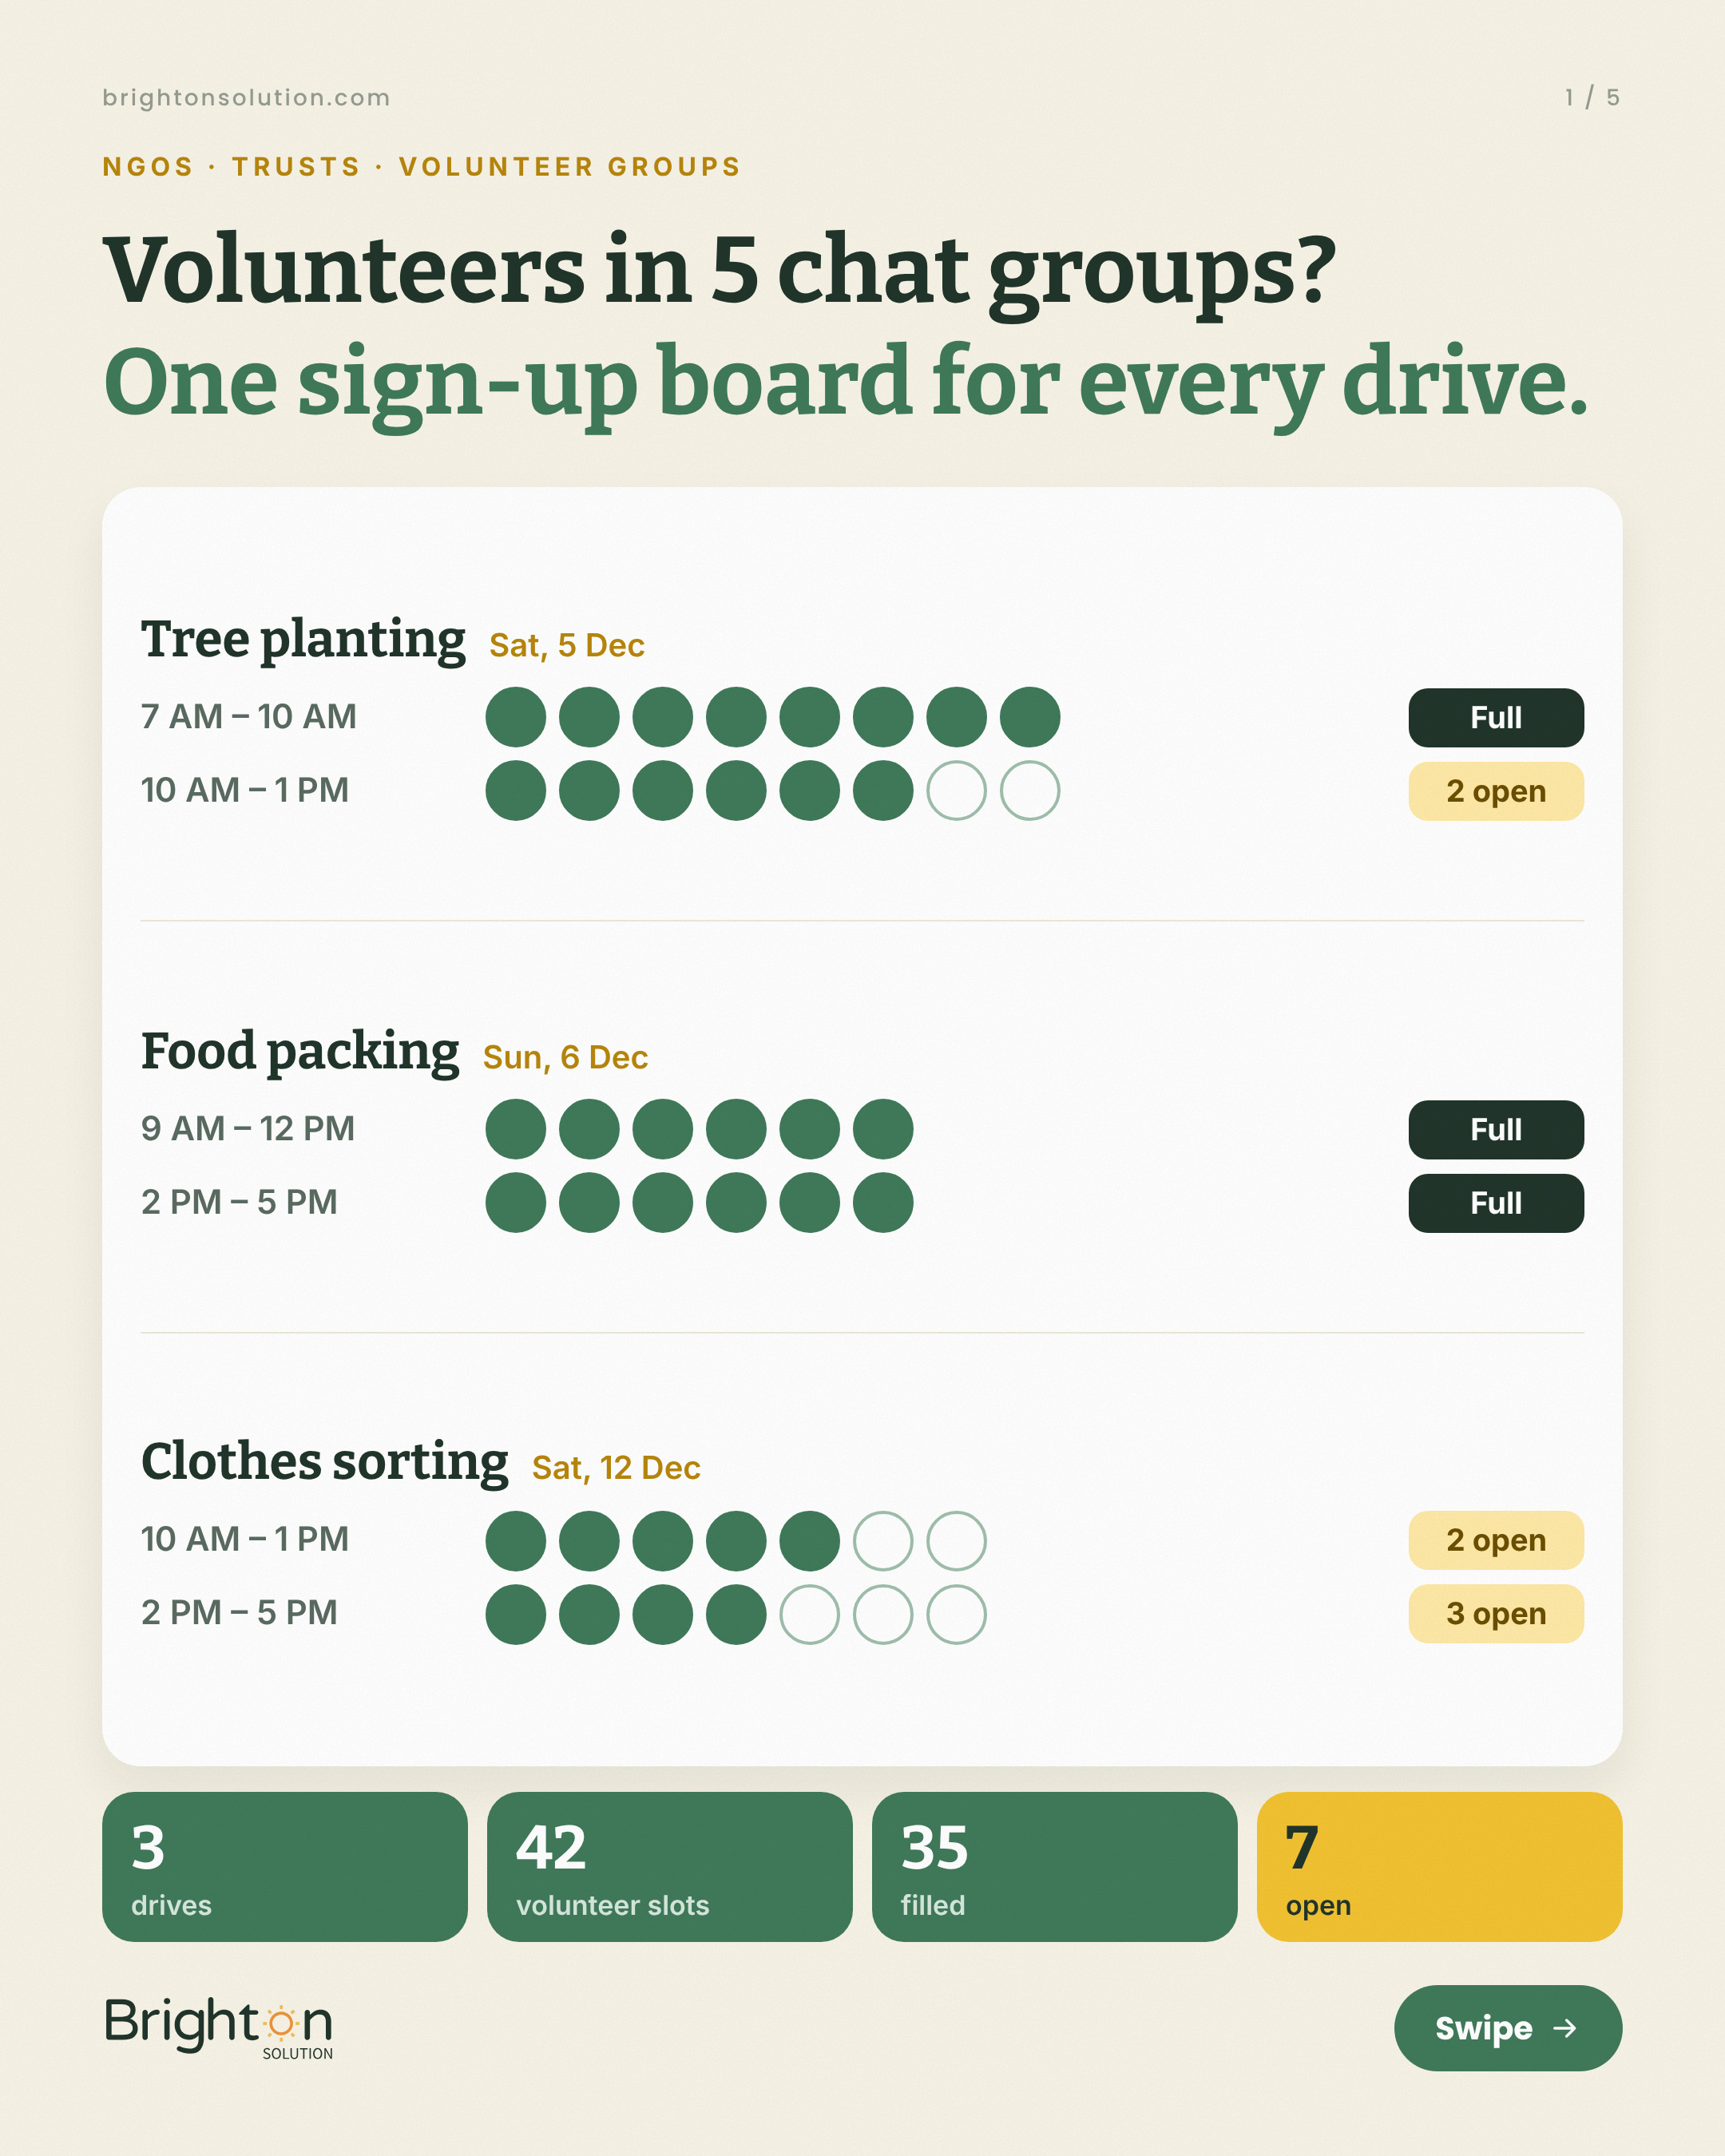 brightonsolution.com
1 / 5
NGOS · TRUSTS · VOLUNTEER GROUPS
Volunteers in 5 chat groups?
One sign-up board for every drive.
Tree planting Sat, 5 Dec
7 AM – 10 AM Full
10 AM – 1 PM 2 open
Food packing Sun, 6 Dec
9 AM – 12 PM Full
2 PM – 5 PM Full
Clothes sorting Sat, 12 Dec
10 AM – 1 PM 2 open
2 PM – 5 PM 3 open
3 42 35 7
drives volunteer slots filled open
Brighton
SOLUTION
Swipe →